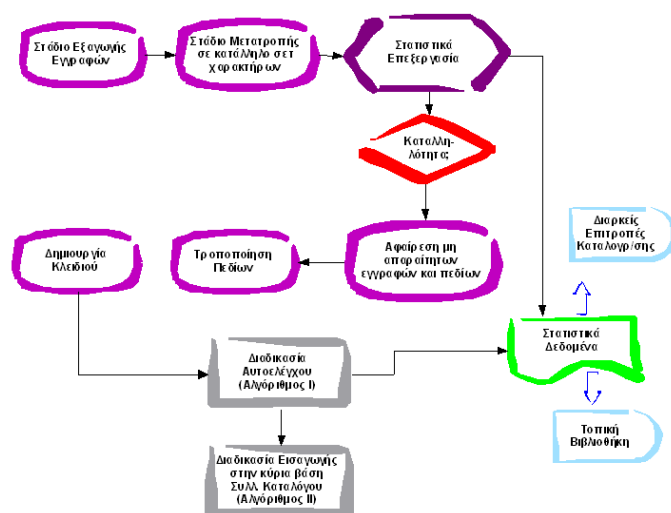 Στάδιο Εξαγωγής
Εγγραφών
Στάδιο Μετατροπής
σε κατάλληλο σετ
χαρακτήρων
Στατιστικά
Επεξεργασία
Καταλλη-
λότητα;
Διαρκείς
Επιτροπές
Καταλογρ/σης
Δημιουργία
Κλειδιού
Τροποποίηση
Πεδίων
Αφαίρεση μη
απαραίτητων
εγγραφών και πεδίων
Στατιστικά
Δεδομένα
Διαδικασία
Αυτοελέγχου
(Αλγόριθμος Ι)
Τοπική
Βιβλιοθήκη
Διαδικασία Εισαγωγής
στην κύρια βάση
Συλλ. Καταλόγου
(Αλγόριθμος ΙΙ)